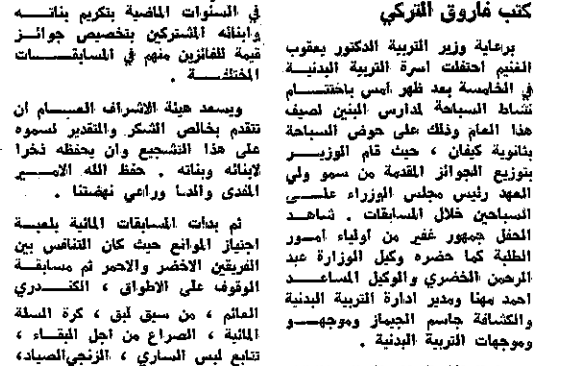 كتب فاروق التركي
برعاية وزير التربية الدكتور يعقوب
الغنيم احتفلت اسرة التربية البدنية
في الخامسة بعد ظهر أمس باختتام
نشاط السباحة لمدارس البنين لصيف
هذا العام وذلك على حوض السباحة
بثانوية كيفان ، حيث قام الوزير
بتوزيع الجوائز المقدمة من سمو ولي
العهد رئيس مجلس الوزراء على
السباحين خلال المسابقات . شاهد
الحفل جمهور غفير من أولياء أمور
الطلبة كما حضره وكيل الوزارة عبد
الرحمن الخضري والوكيل المساعد
احمد مهنا ومدير ادارة التربية البدنية
والكشافة جاسم الجيماز وموجهو
وموجهات التربية البدنية .
في السنوات الماضية بتكريم بناته
وابنائه المشتركين بتخصيص جوائز
قيمة للفائزين منهم في المسابقات
المختلفة .
ويسعد هيئة الاشراف العام ان
تتقدم بخالص الشكر والتقدير لسموه
على هذا التشجيع وان يحفظه ذخرا
لابنائه وبناته . حفظ الله الأمير
المفدى والدا وراعي نهضتنا .
ثم بدأت المسابقات المائية بلعبة
اجتياز الموانع حيث كان التنافس بين
الفريقين الاخضر والاحمر ثم مسابقة
الوقوف على الاطواق ، الكندري
العائم ، من سبق لبق ، كرة السلة
المائية ، الصراع من اجل البقاء ،
تتابع لبس الساري ، الزنجي الصياد،